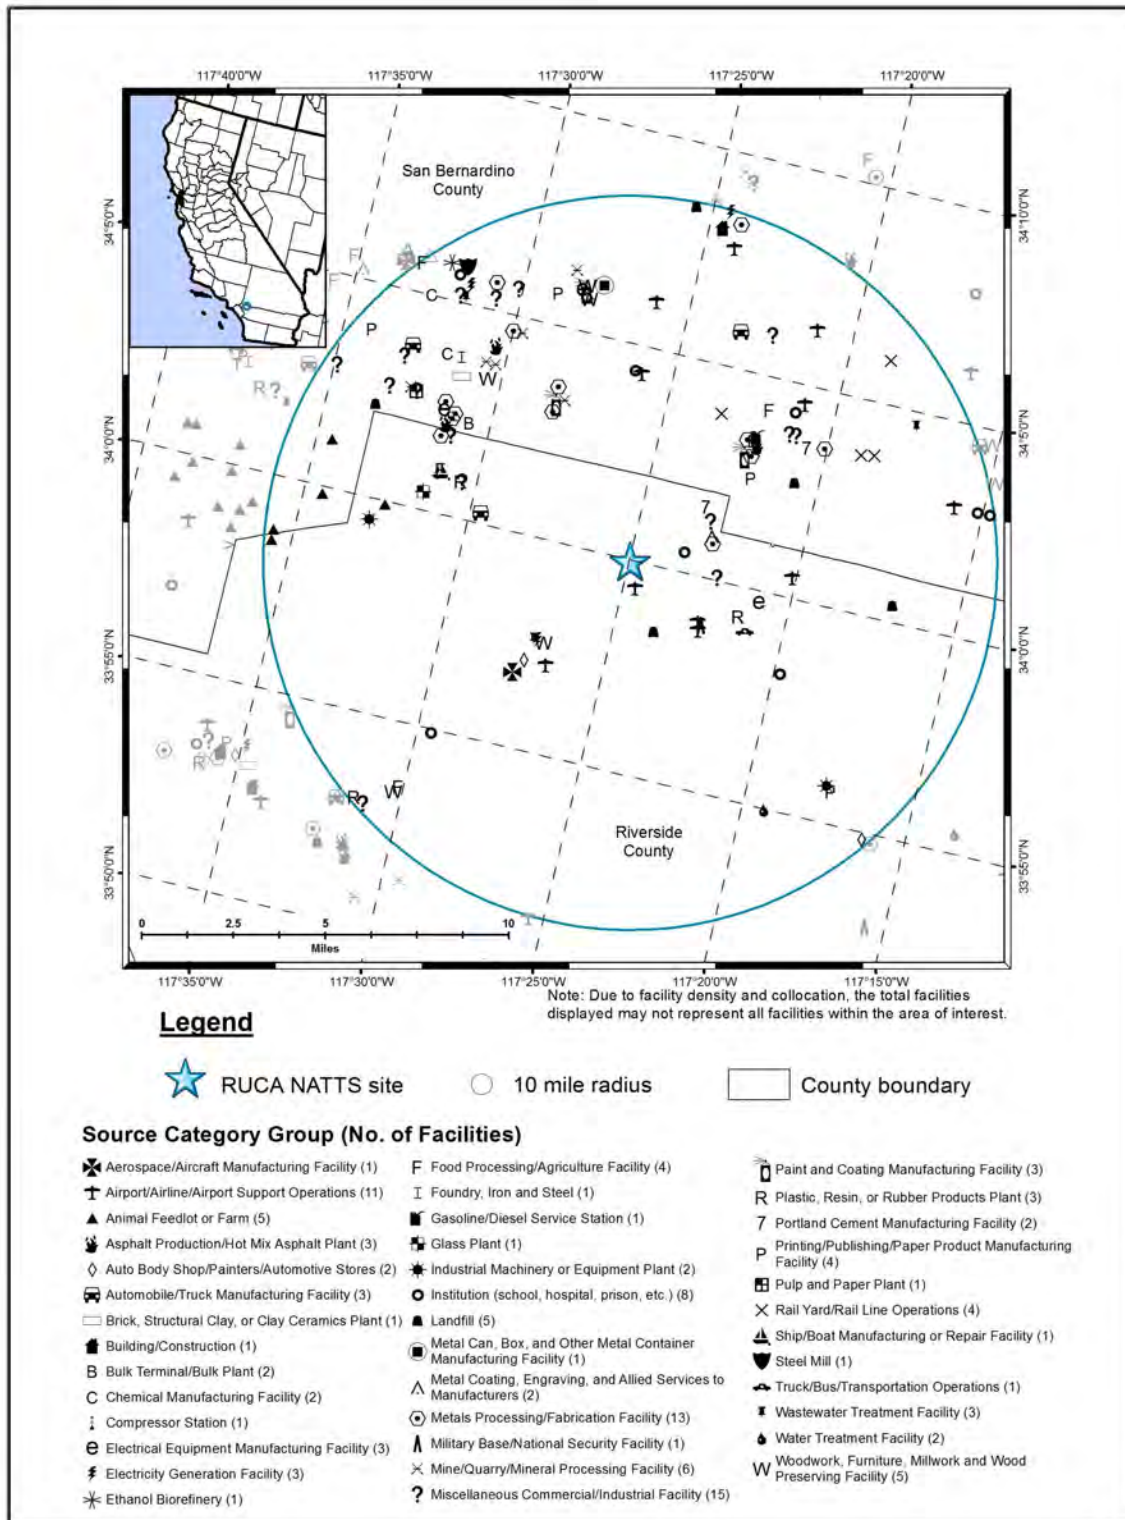 117°40'0"W 117°35'0"W 117°30'0"W 117°25'0"W 117°20'0"W
San Bernardino
County
34°5'0"N
34°10'0"N
34°0'0"N
34°5'0"N
33°55'0"N
34°0'0"N
33°50'0"N
33°55'0"N
Riverside
County
0 2.5 5 10
Miles
117°35'0"W 117°30'0"W 117°25'0"W 117°20'0"W 117°15'0"W
Note: Due to facility density and collocation, the total facilities
displayed may not represent all facilities within the area of interest.
Legend
RUCA NATTS site
10 mile radius
County boundary
Source Category Group (No. of Facilities)
Aerospace/Aircraft Manufacturing Facility (1)
Airport/Airline/Airport Support Operations (11)
Animal Feedlot or Farm (5)
Asphalt Production/Hot Mix Asphalt Plant (3)
Auto Body Shop/Painters/Automotive Stores (2)
Automobile/Truck Manufacturing Facility (3)
Brick, Structural Clay, or Clay Ceramics Plant (1)
Building/Construction (1)
B Bulk Terminal/Bulk Plant (2)
C Chemical Manufacturing Facility (2)
Compressor Station (1)
e Electrical Equipment Manufacturing Facility (3)
Electricity Generation Facility (3)
Ethanol Biorefinery (1)
F Food Processing/Agriculture Facility (4)
Foundry, Iron and Steel (1)
Gasoline/Diesel Service Station (1)
Glass Plant (1)
Industrial Machinery or Equipment Plant (2)
Institution (school, hospital, prison, etc.) (8)
Landfill (5)
Metal Can, Box, and Other Metal Container
Manufacturing Facility (1)
Metal Coating, Engraving, and Allied Services to
Manufacturers (2)
Metals Processing/Fabrication Facility (13)
Military Base/National Security Facility (1)
Mine/Quarry/Mineral Processing Facility (6)
? Miscellaneous Commercial/Industrial Facility (15)
Paint and Coating Manufacturing Facility (3)
R Plastic, Resin, or Rubber Products Plant (3)
7 Portland Cement Manufacturing Facility (2)
P Printing/Publishing/Paper Product Manufacturing
Facility (4)
Pulp and Paper Plant (1)
Rail Yard/Rail Line Operations (4)
Ship/Boat Manufacturing or Repair Facility (1)
Steel Mill (1)
Truck/Bus/Transportation Operations (1)
Wastewater Treatment Facility (3)
Water Treatment Facility (2)
W Woodwork, Furniture, Millwork and Wood
Preserving Facility (5)